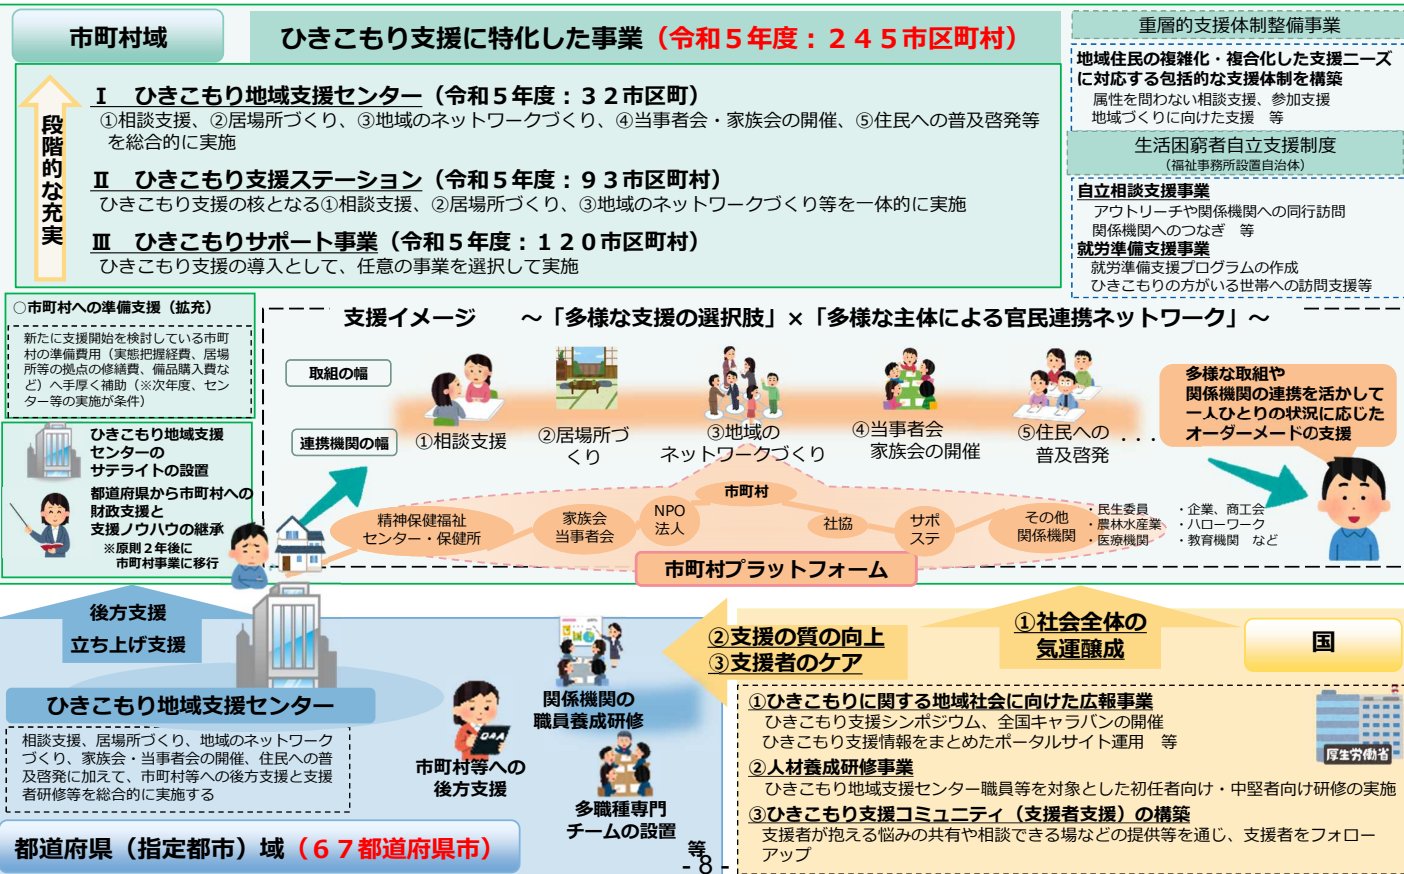 市町村域
ひきこもり支援に特化した事業（令和５年度：２４５市区町村）
段階的な充実
Ⅰ　ひきこもり地域支援センター（令和５年度：３２市区町）
①相談支援、②居場所づくり、③地域のネットワークづくり、④当事者会・家族会の開催、⑤住民への普及啓発等
を総合的に実施
Ⅱ　ひきこもり支援ステーション（令和５年度：９３市区町村）
ひきこもり支援の核となる①相談支援、②居場所づくり、③地域のネットワークづくり等を一体的に実施
Ⅲ　ひきこもりサポート事業（令和５年度：１２０市区町村）
ひきこもり支援の導入として、任意の事業を選択して実施
重層的支援体制整備事業
地域住民の複雑化・複合化した支援ニーズ
に対応する包括的な支援体制を構築
属性を問わない相談支援、参加支援
地域づくりに向けた支援　等
生活困窮者自立支援制度
（福祉事務所設置自治体）
自立相談支援事業
アウトリーチや関係機関への同行訪問
関係機関へのつなぎ　等
就労準備支援事業
就労準備支援プログラムの作成
ひきこもりの方がいる世帯への訪問支援等
○市町村への準備支援（拡充）
新たに支援開始を検討している市町
村の準備費用（実態把握経費、居場
所等の拠点の修繕費、備品購入費な
ど）へ手厚く補助（※次年度、セン
ター等の実施が条件）
ひきこもり地域支援
センターの
サテライトの設置
都道府県から市町村への
財政支援と
支援ノウハウの継承
※原則２年後に
市町村事業に移行
支援イメージ　～「多様な支援の選択肢」×「多様な主体による官民連携ネットワーク」～
取組の幅
連携機関の幅
①相談支援
②居場所づ
くり
③地域の
ネットワークづくり
④当事者会
家族会の開催
⑤住民への
普及啓発
・・・
多様な取組や
関係機関の連携を活かして
一人ひとりの状況に応じた
オーダーメードの支援
精神保健福祉
センター・保健所
家族会
当事者会
NPO
法人
市町村
社協
サポ
ステ
その他
関係機関
・民生委員
・農林水産業
・医療機関
・企業、商工会
・ハローワーク
・教育機関　など
市町村プラットフォーム
後方支援
立ち上げ支援
ひきこもり地域支援センター
相談支援、居場所づくり、地域のネットワーク
づくり、家族会・当事者会の開催、住民への普
及啓発に加えて、市町村等への後方支援と支援
者研修等を総合的に実施する
都道府県（指定都市）域（６７都道府県市）
関係機関の
職員養成研修
Q&A
市町村等への
後方支援
多職種専門
チームの設置
等
②支援の質の向上
③支援者のケア
①社会全体の
気運醸成
国
①ひきこもりに関する地域社会に向けた広報事業
ひきこもり支援シンポジウム、全国キャラバンの開催
ひきこもり支援情報をまとめたポータルサイト運用　等
②人材養成研修事業
ひきこもり地域支援センター職員等を対象とした初任者向け・中堅者向け研修の実施
③ひきこもり支援コミュニティ（支援者支援）の構築
支援者が抱える悩みの共有や相談できる場などの提供等を通じ、支援者をフォロー
アップ
厚生労働省
- 8 -